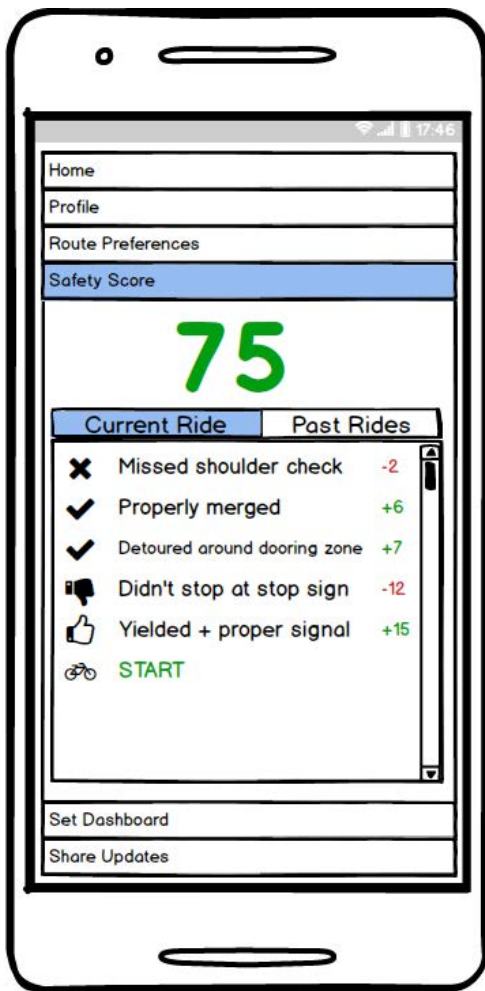 17:46
Home
Profile
Route Preferences
Safety Score
75
Current Ride Past Rides
Missed shoulder check -2
Properly merged +6
Detoured around dooring zone +7
Didn't stop at stop sign -12
Yielded + proper signal +15
START
Set Dashboard
Share Updates